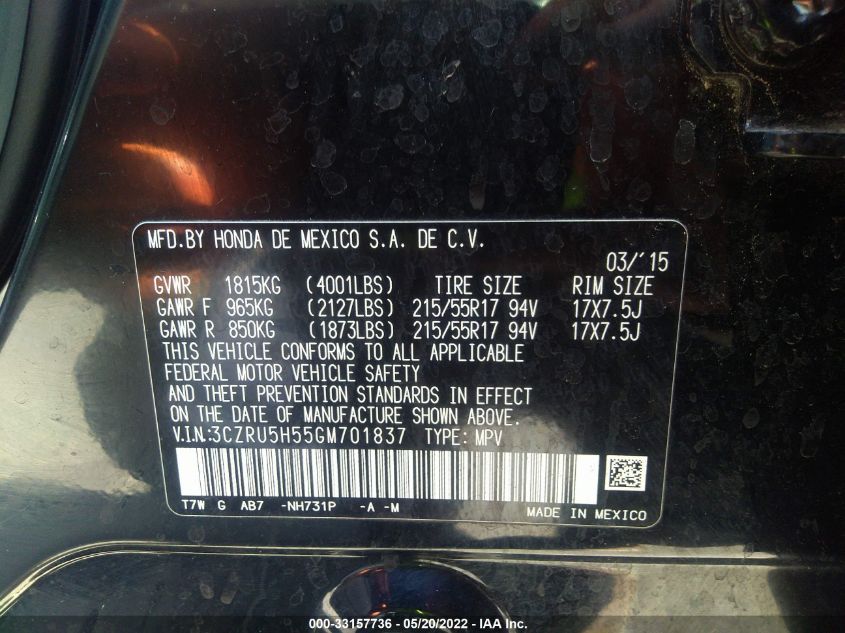 MFD.BY HONDA DE MEXICO S.A. DE C.V.
03/´15
GVWR 1815KG (4001LBS) TIRE SIZE RIM SIZE
GAWR F 965KG (2127LBS) 215/55R17 94V 17X7.5J
GAWR R 850KG (1873LBS) 215/55R17 94V 17X7.5J
THIS VEHICLE CONFORMS TO ALL APPLICABLE
FEDERAL MOTOR VEHICLE SAFETY
AND THEFT PREVENTION STANDARDS IN EFFECT
ON THE DATE OF MANUFACTURE SHOWN ABOVE.
V.I.N:3CZRU5H55GM701837 TYPE: MPV
T7W G AB7 -NH731P -A -M
MADE IN MEXICO
000-33157736 - 05/20/2022 - IAA Inc.